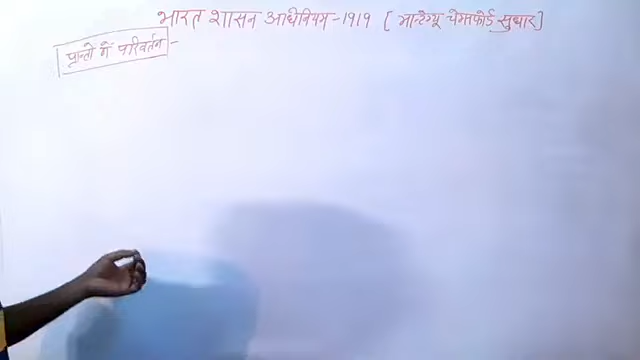 भारत शासन अधिनियम-1919 [ मान्टेग्यू चेम्सफोर्ड सुधार]
प्रान्तो में परिवर्तन -